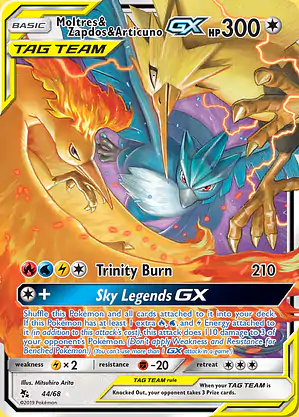 BASIC
Moltres&
Zapdos&Articuno GX HP 300
TAG TEAM
Trinity Burn 210
+ Sky Legends GX
Shuffle this Pokémon and all cards attached to it into your deck.
If this Pokémon has at least 1 extra , , and Energy attached to
it (in addition to this attack's cost), this attack does 110 damage to 3 of
your opponent's Pokémon. (Don't apply Weakness and Resistance for
Benched Pokémon.) (You can't use more than 1 GX attack in a game.)
weakness ×2 resistance -20 retreat
Illus. Mitsuhiro Arita
TAG TEAM rule
44/68
When your TAG TEAM is
Knocked Out, your opponent takes 3 Prize cards.
©2019 Pokémon